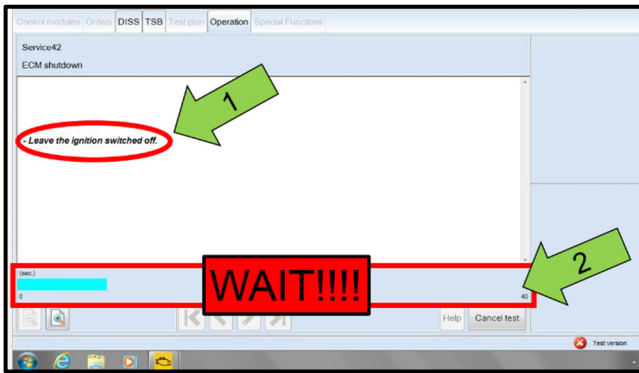 Control modules Orders DISS TSB Test plan Operation Special Functions
Service42
ECM shutdown
1
- Leave the ignition switched off.
2
(sec.)
WAIT!!!!
0 40
Help Cancel test
Test version